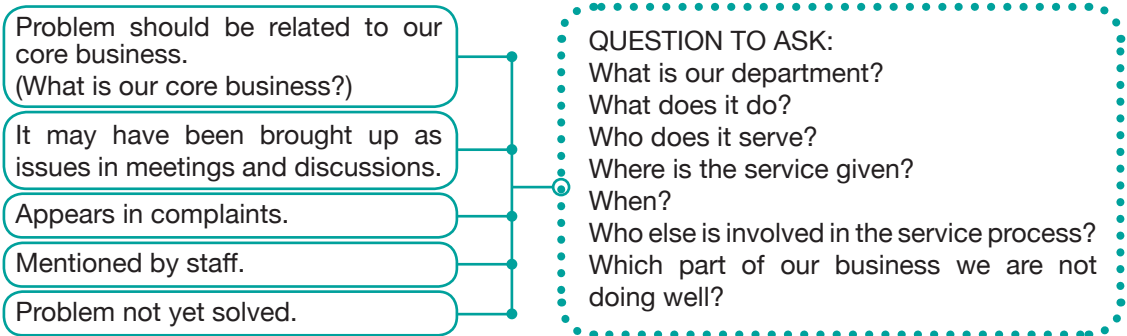 Problem should be related to our
core business.
(What is our core business?)
It may have been brought up as
issues in meetings and discussions.
Appears in complaints.
Mentioned by staff.
Problem not yet solved.
QUESTION TO ASK:
What is our department?
What does it do?
Who does it serve?
Where is the service given?
When?
Who else is involved in the service process?
Which part of our business we are not
doing well?